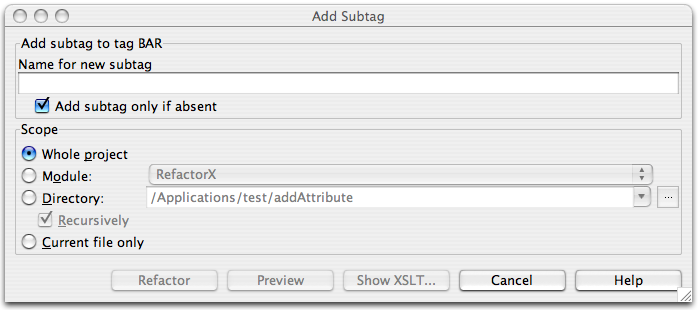 Add Subtag
Add subtag to tag BAR
Name for new subtag
Add subtag only if absent
Scope
Whole project
Module: RefactorX
Directory: /Applications/test/addAttribute ...
Recursively
Current file only
Refactor Preview Show XSLT... Cancel Help